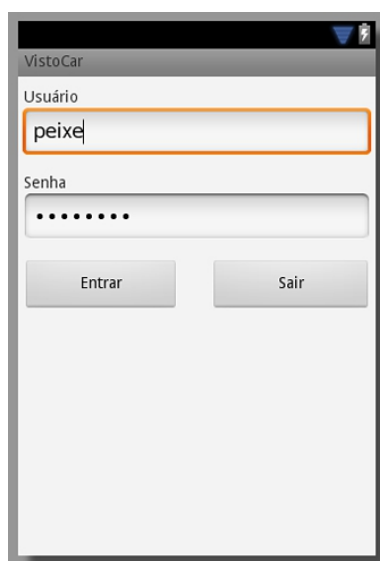 VistoCar
Usuário
peixe
Senha
••••••••
Entrar Sair